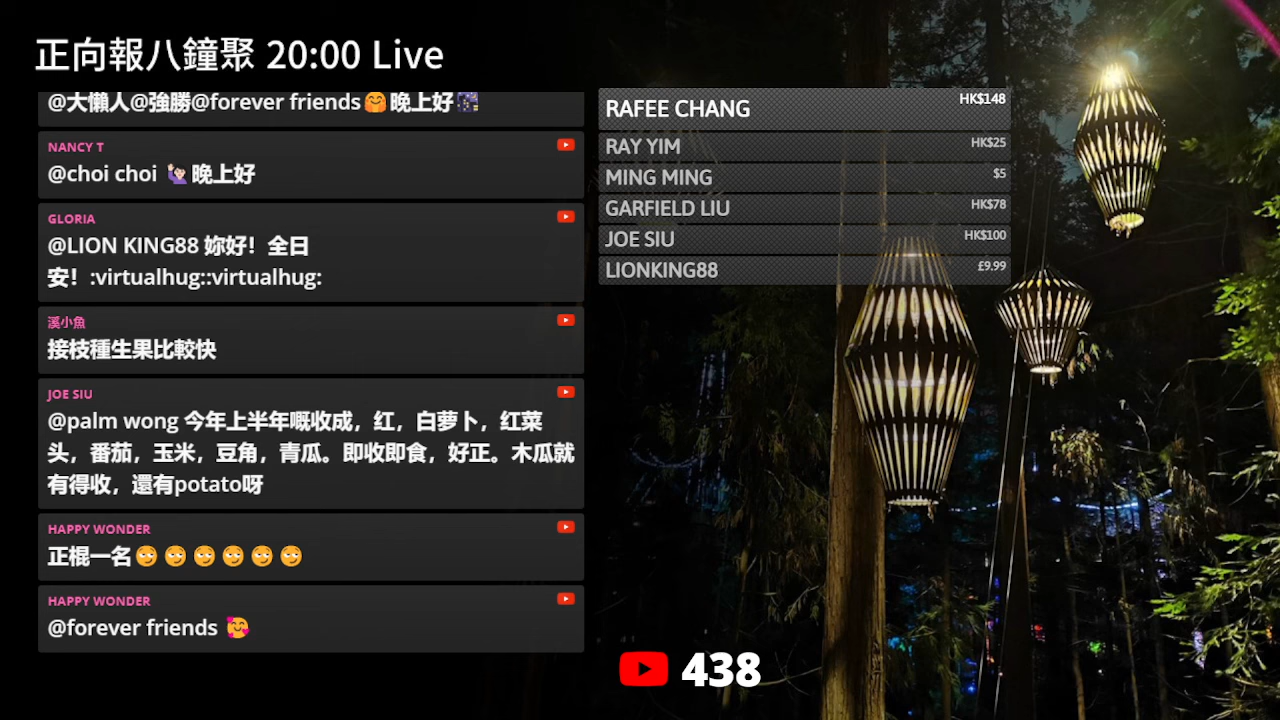 正向報八鐘聚 20:00 Live
@大懶人@強勝@forever friends🤗晚上好🎆
NANCY T
@choi choi 🙋🏻‍♀️晚上好
GLORIA
@LION KING88 妳好！全日
安！:virtualhug::virtualhug:
溪小魚
接枝種生果比較快
JOE SIU
@palm wong 今年上半年嘅收成，红，白萝卜，红菜
头，番茄，玉米，豆角，青瓜。即收即食，好正。木瓜就
有得收，還有potato呀
HAPPY WONDER
正棍一名🙄🙄🙄🙄🙄🙄
HAPPY WONDER
@forever friends 🥰
RAFEE CHANG HK$148
RAY YIM HK$25
MING MING $5
GARFIELD LIU HK$78
JOE SIU HK$100
LIONKING88 £9.99
438